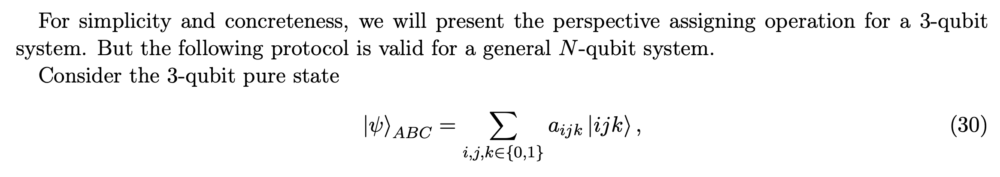 For simplicity and concreteness, we will present the perspective assigning operation for a 3-qubit
system. But the following protocol is valid for a general N-qubit system.
Consider the 3-qubit pure state
|ψ⟩_{ABC} = ∑_{i,j,k∈{0,1}} a_{ijk} |ijk⟩ , (30)